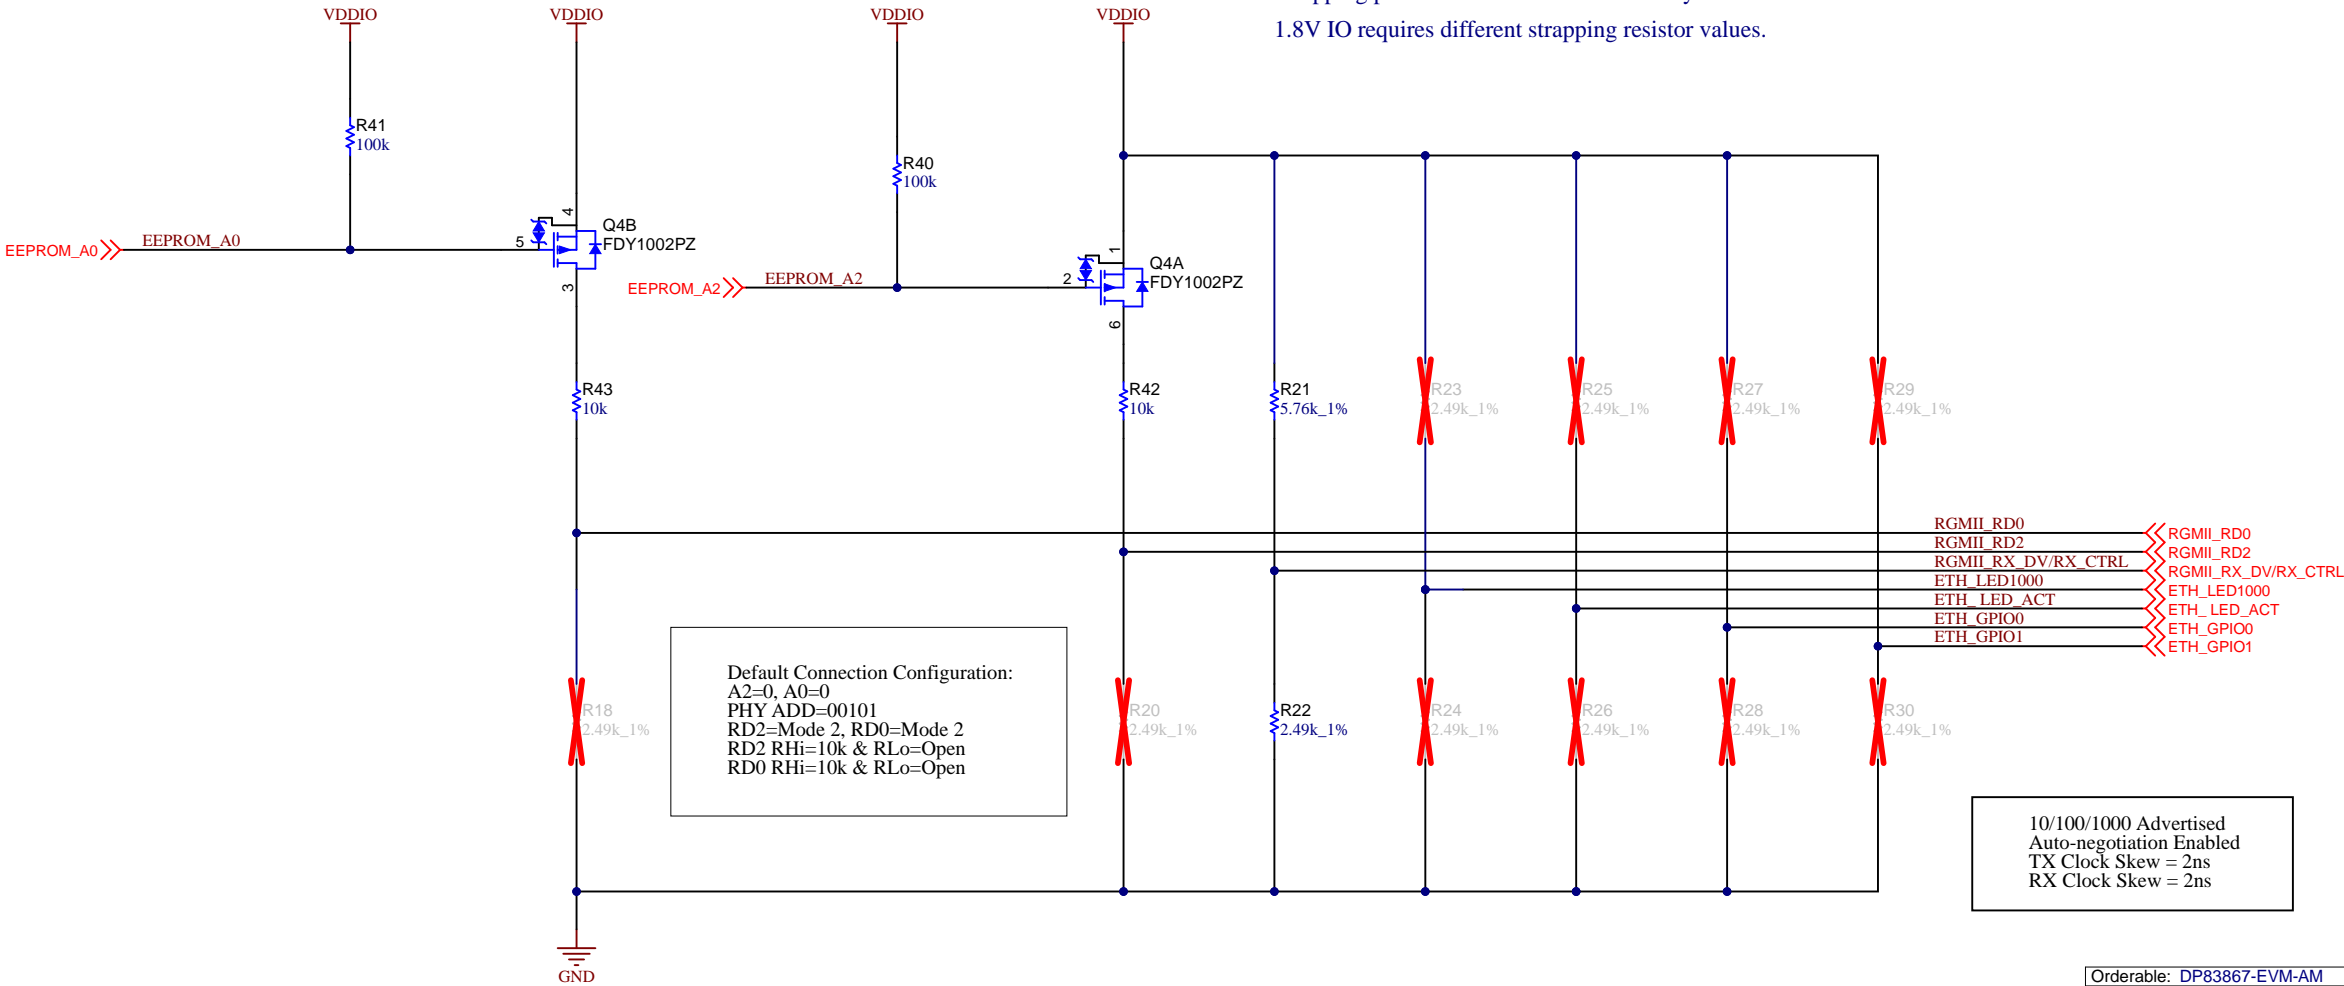 1.8V IO requires different strapping resistor values.
VDDIO
VDDIO
VDDIO
VDDIO
R41
100k
R40
100k
EEPROM_A0
EEPROM_A0
5
4
3
Q4B
FDY1002PZ
EEPROM_A2
EEPROM_A2
2
1
6
Q4A
FDY1002PZ
R43
10k
R42
10k
R21
5.76k_1%
R23
2.49k_1%
R25
2.49k_1%
R27
2.49k_1%
R29
2.49k_1%
RGMII_RD0
RGMII_RD0
RGMII_RD2
RGMII_RD2
RGMII_RX_DV/RX_CTRL
RGMII_RX_DV/RX_CTRL
ETH_LED1000
ETH_LED1000
ETH_LED_ACT
ETH_LED_ACT
ETH_GPIO0
ETH_GPIO0
ETH_GPIO1
ETH_GPIO1
Default Connection Configuration:
A2=0, A0=0
PHY ADD=00101
RD2=Mode 2, RD0=Mode 2
RD2 RHi=10k & RLo=Open
RD0 RHi=10k & RLo=Open
R18
2.49k_1%
R20
2.49k_1%
R22
2.49k_1%
R24
2.49k_1%
R26
2.49k_1%
R28
2.49k_1%
R30
2.49k_1%
10/100/1000 Advertised
Auto-negotiation Enabled
TX Clock Skew = 2ns
RX Clock Skew = 2ns
GND
Orderable: DP83867-EVM-AM